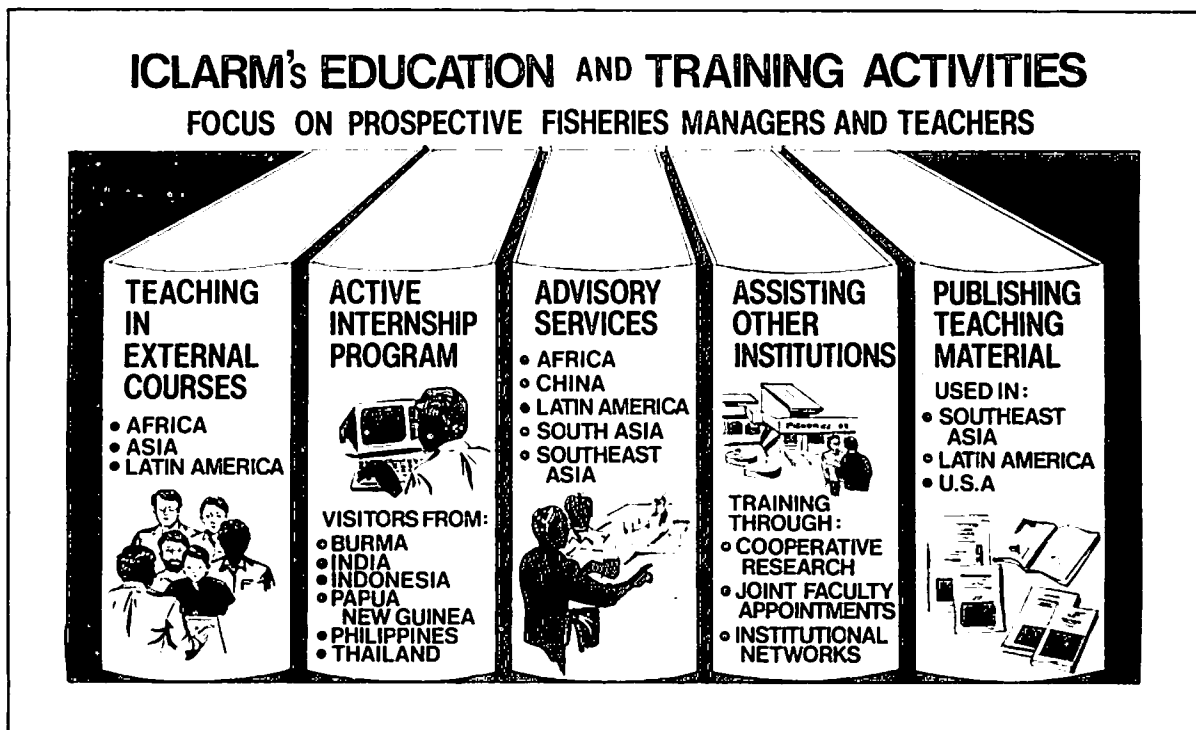 ICLARM's EDUCATION AND TRAINING ACTIVITIES
FOCUS ON PROSPECTIVE FISHERIES MANAGERS AND TEACHERS
TEACHING
IN
EXTERNAL
COURSES
• AFRICA
• ASIA
• LATIN AMERICA
ACTIVE
INTERNSHIP
PROGRAM
VISITORS FROM:
• BURMA
• INDIA
• INDONESIA
• PAPUA
NEW GUINEA
• PHILIPPINES
• THAILAND
ADVISORY
SERVICES
• AFRICA
• CHINA
• LATIN AMERICA
• SOUTH ASIA
• SOUTHEAST
ASIA
ASSISTING
OTHER
INSTITUTIONS
TRAINING
THROUGH:
• COOPERATIVE
RESEARCH
• JOINT FACULTY
APPOINTMENTS
• INSTITUTIONAL
NETWORKS
PUBLISHING
TEACHING
MATERIAL
USED IN:
• SOUTHEAST
ASIA
• LATIN AMERICA
• U.S.A